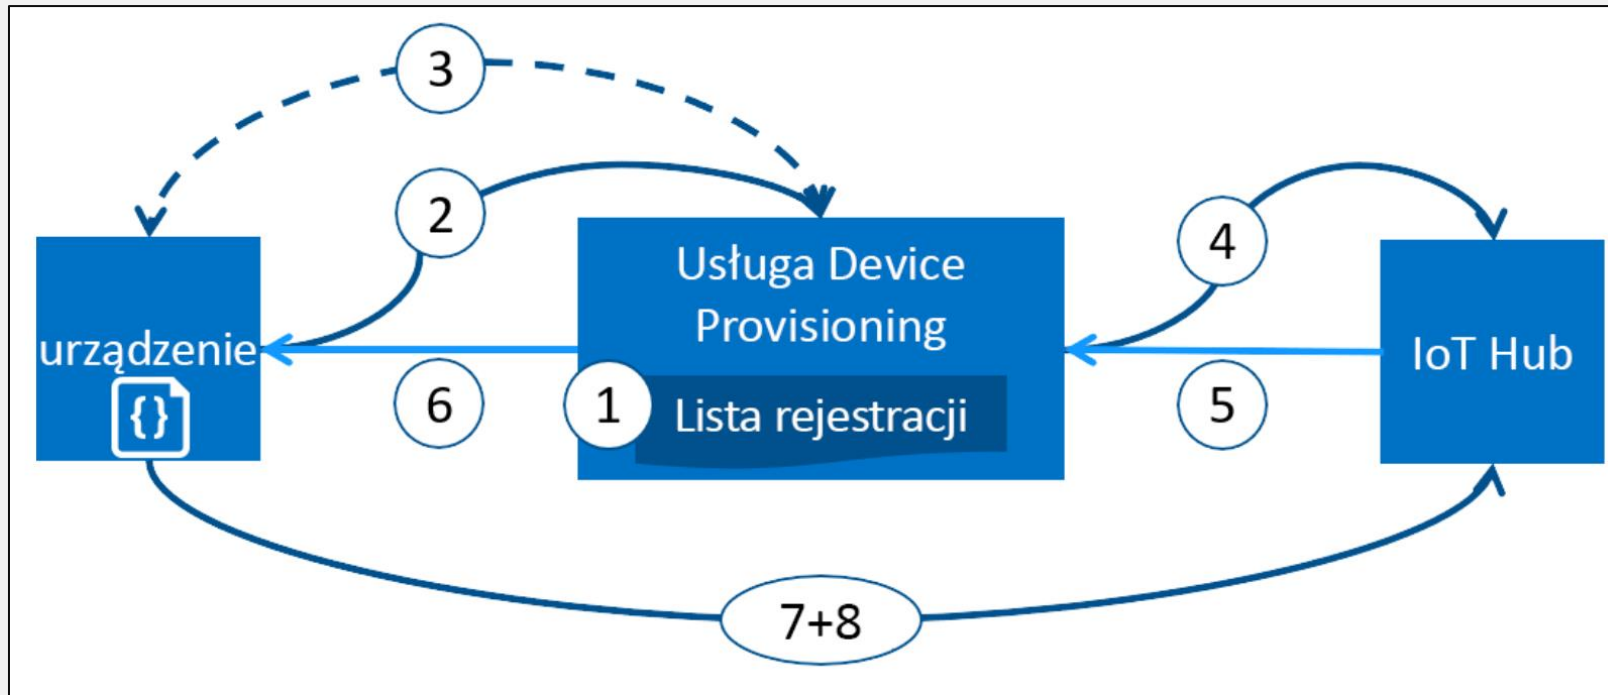 3
2
4
Usługa Device
Provisioning
urządzenie
{}
IoT Hub
6
1
Lista rejestracji
5
7+8